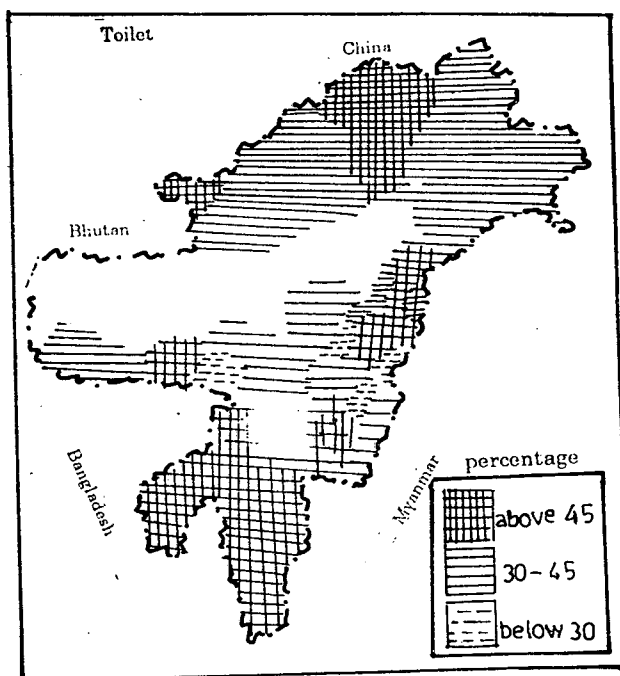 Toilet
China
Bhutan
Bangladesh
Myanmar
percentage
above 45
30-45
below 30